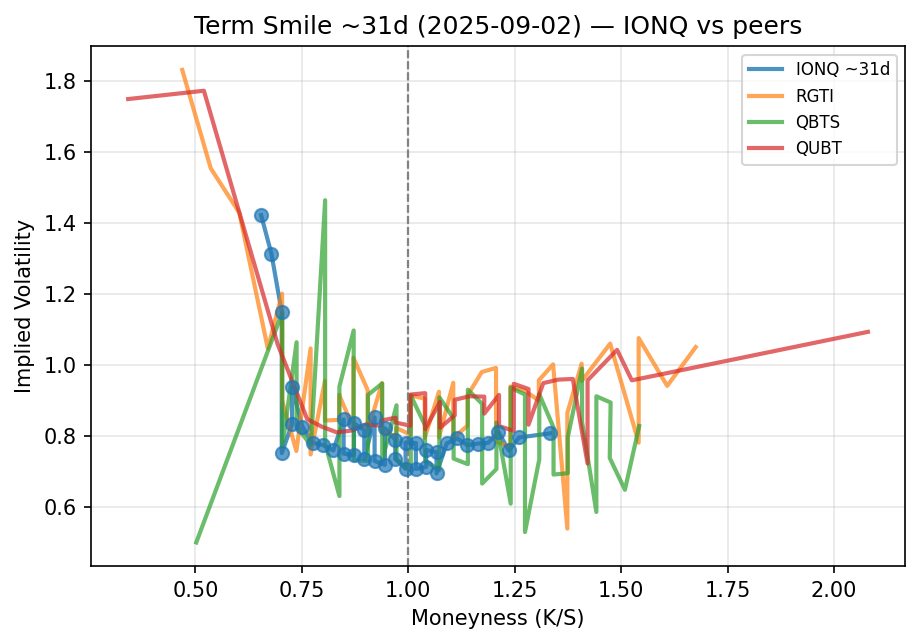 Term Smile ~31d (2025-09-02) — IONQ vs peers
IONQ ~31d
RGTI
QBTS
QUBT
Implied Volatility
1.8
1.6
1.4
1.2
1.0
0.8
0.6
0.50 0.75 1.00 1.25 1.50 1.75 2.00
Moneyness (K/S)